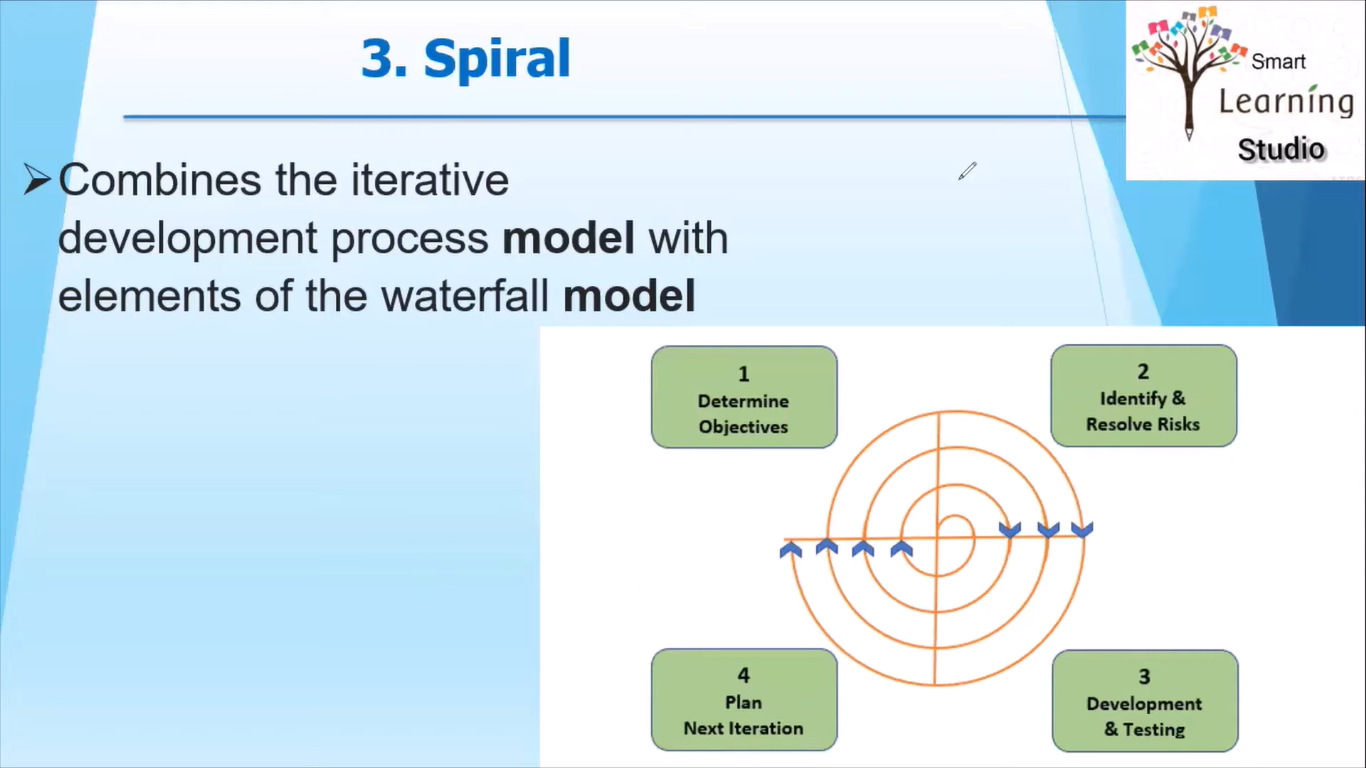 3. Spiral
Smart
Learning
Studio
Combines the iterative
development process model with
elements of the waterfall model
1
Determine
Objectives
2
Identify &
Resolve Risks
4
Plan
Next Iteration
3
Development
& Testing